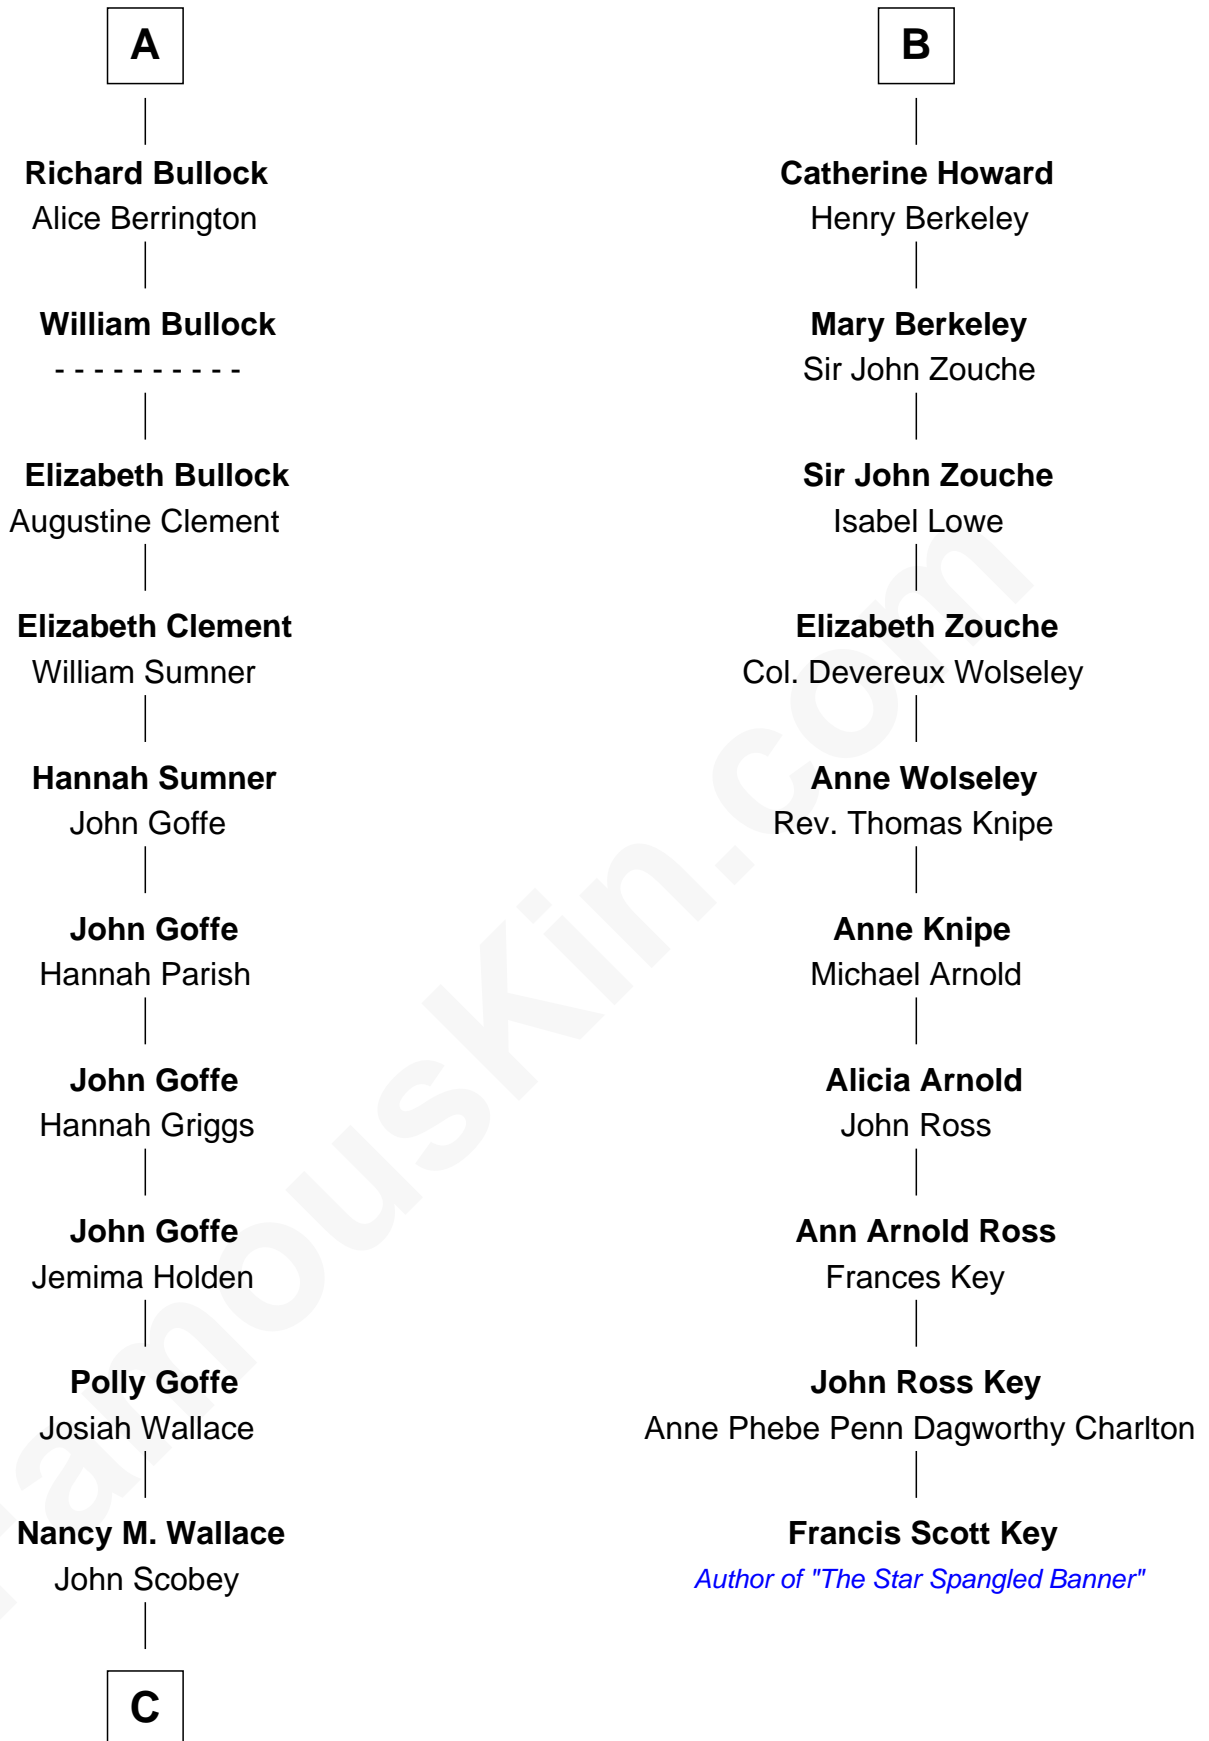 A
Richard Bullock
Alice Berrington
William Bullock
- - - - - - - - - -
Elizabeth Bullock
Augustine Clement
Elizabeth Clement
William Sumner
Hannah Sumner
John Goffe
John Goffe
Hannah Parish
John Goffe
Hannah Griggs
John Goffe
Jemima Holden
Polly Goffe
Josiah Wallace
Nancy M. Wallace
John Scobey
C
B
Catherine Howard
Henry Berkeley
Mary Berkeley
Sir John Zouche
Sir John Zouche
Isabel Lowe
Elizabeth Zouche
Col. Devereux Wolseley
Anne Wolseley
Rev. Thomas Knipe
Anne Knipe
Michael Arnold
Alicia Arnold
John Ross
Ann Arnold Ross
Frances Key
John Ross Key
Anne Phebe Penn Dagworthy Charlton
Francis Scott Key
Author of "The Star Spangled Banner"
FamousKin.com